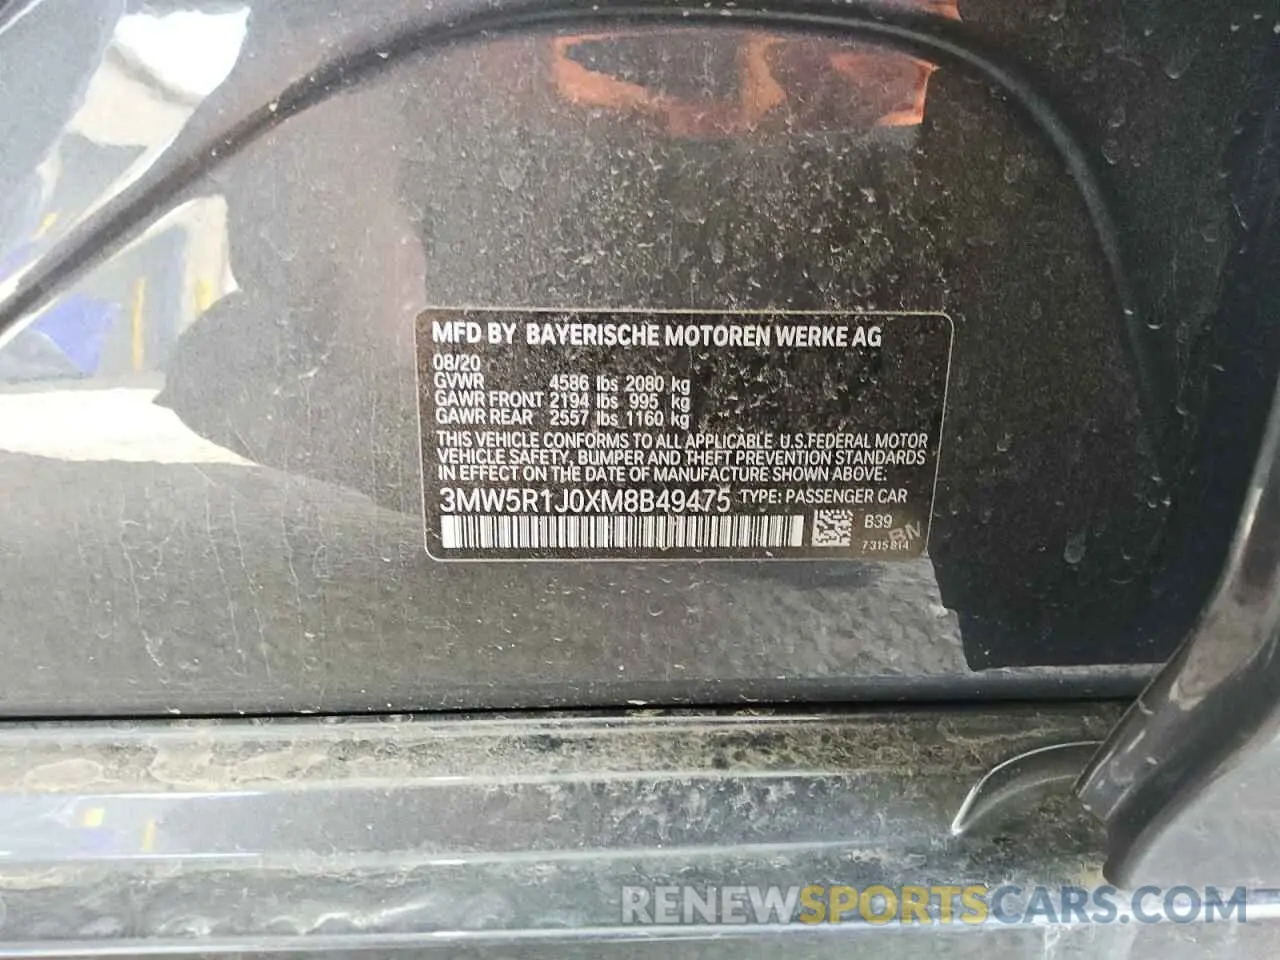 MFD BY BAYERISCHE MOTOREN WERKE AG
08/20
GVWR 4586 lbs 2080 kg
GAWR FRONT 2194 lbs 995 kg
GAWR REAR 2557 lbs 1160 kg
THIS VEHICLE CONFORMS TO ALL APPLICABLE U.S.FEDERAL MOTOR
VEHICLE SAFETY, BUMPER AND THEFT PREVENTION STANDARDS
IN EFFECT ON THE DATE OF MANUFACTURE SHOWN ABOVE.
3MW5R1J0XM8B49475 TYPE: PASSENGER CAR
B39
BN
7315814
RENEWSPORTSCARS.COM